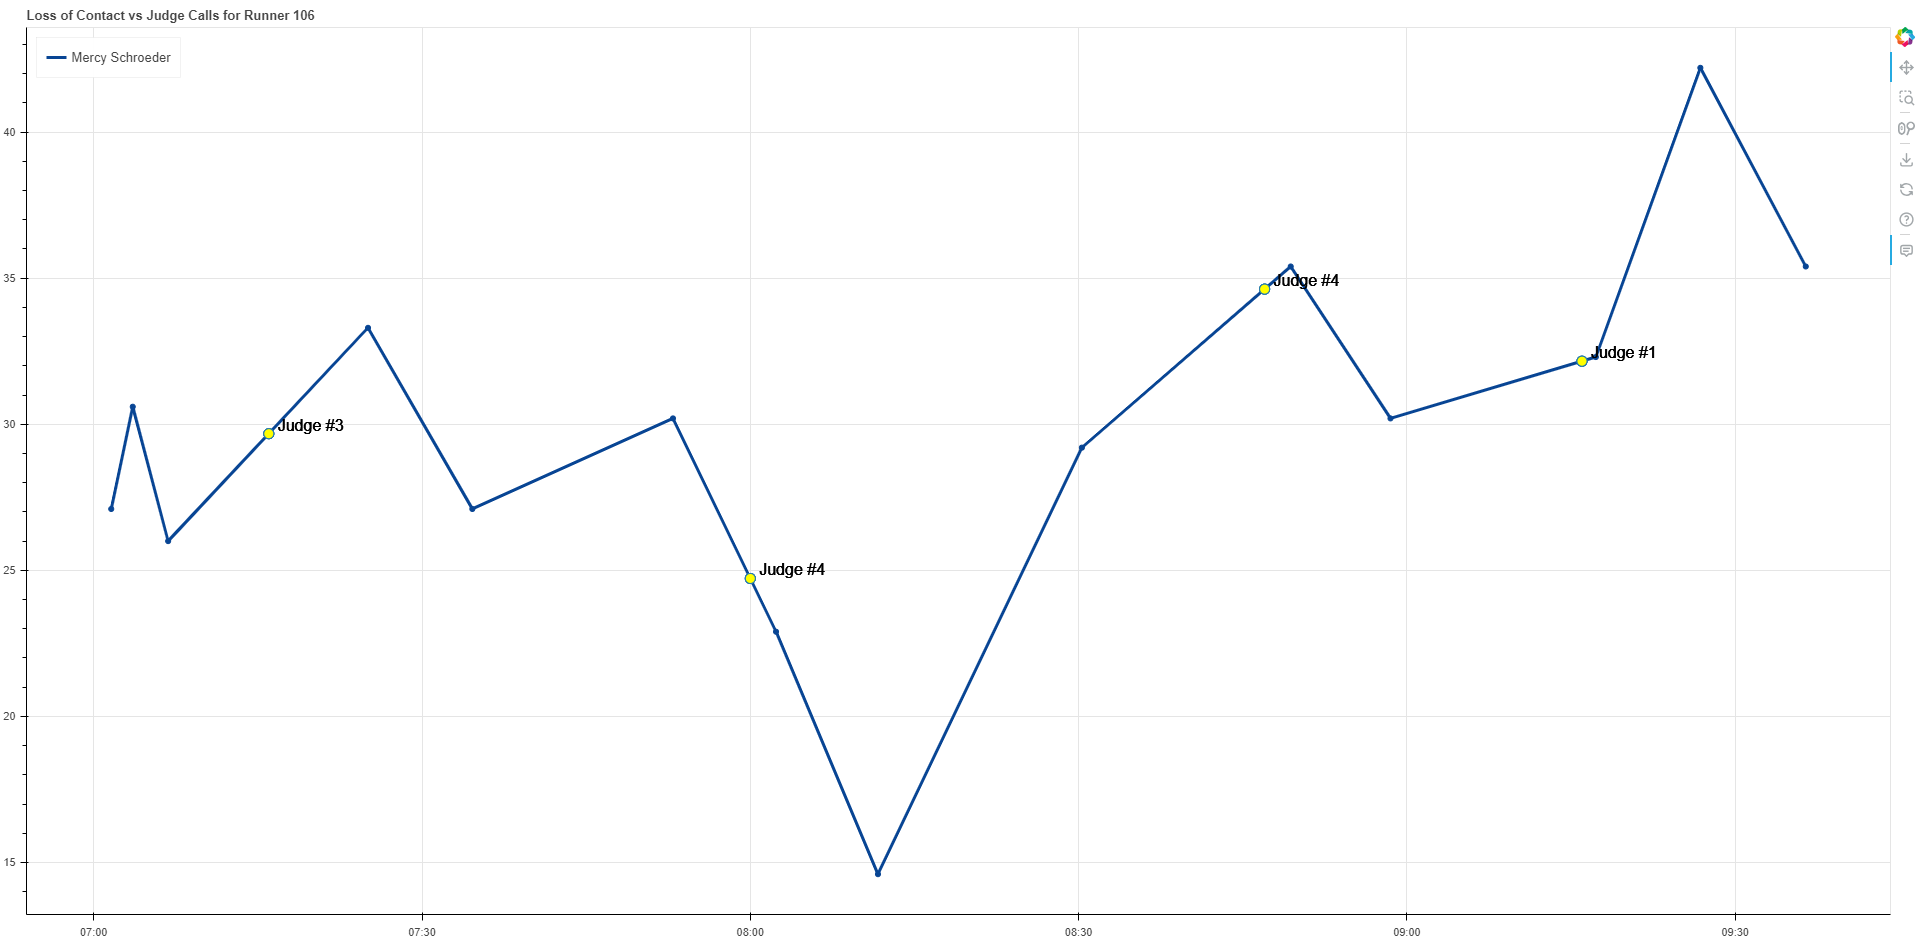 Loss of Contact vs Judge Calls for Runner 106
Mercy Schroeder
40
35
30
25
20
15
Judge #3
Judge #4
Judge #4
Judge #1
07:00
07:30
08:00
08:30
09:00
09:30